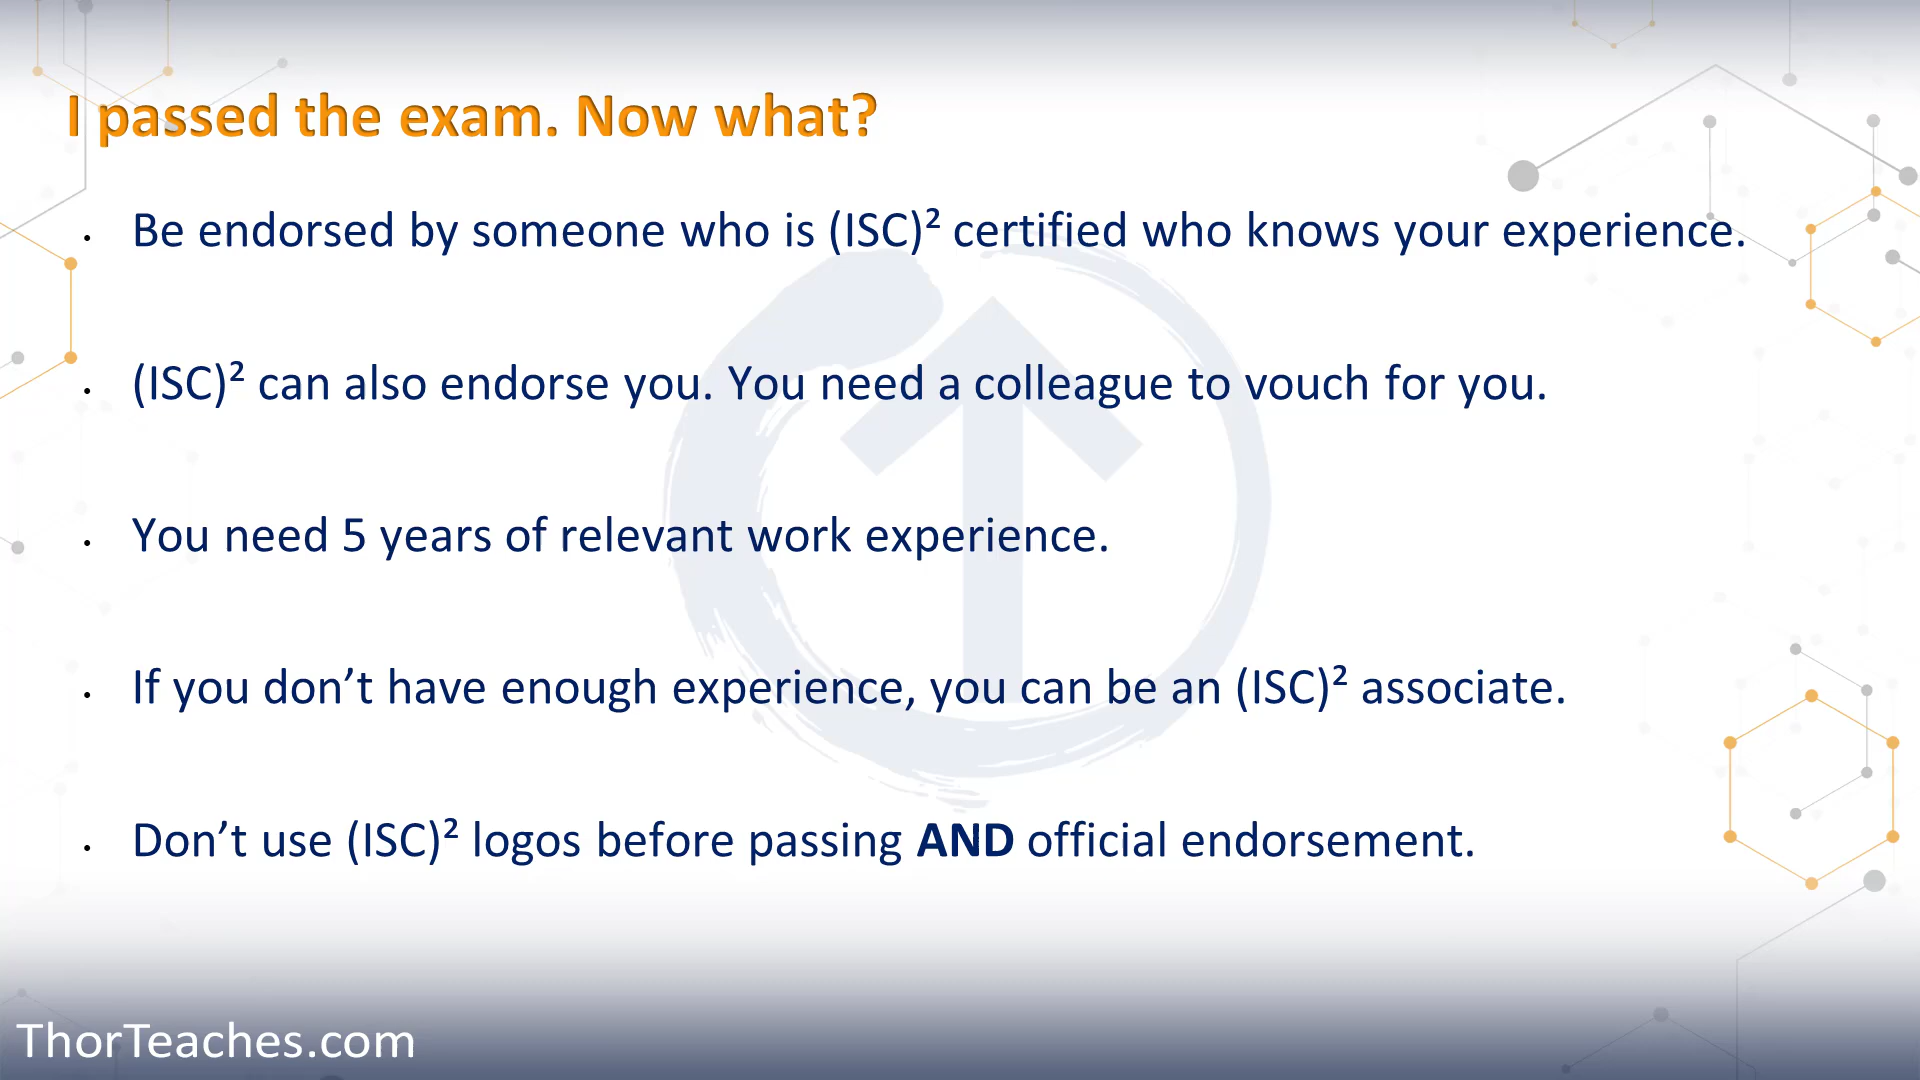 I passed the exam. Now what?
• Be endorsed by someone who is (ISC)² certified who knows your experience.
• (ISC)² can also endorse you. You need a colleague to vouch for you.
• You need 5 years of relevant work experience.
• If you don’t have enough experience, you can be an (ISC)² associate.
• Don’t use (ISC)² logos before passing AND official endorsement.
ThorTeaches.com